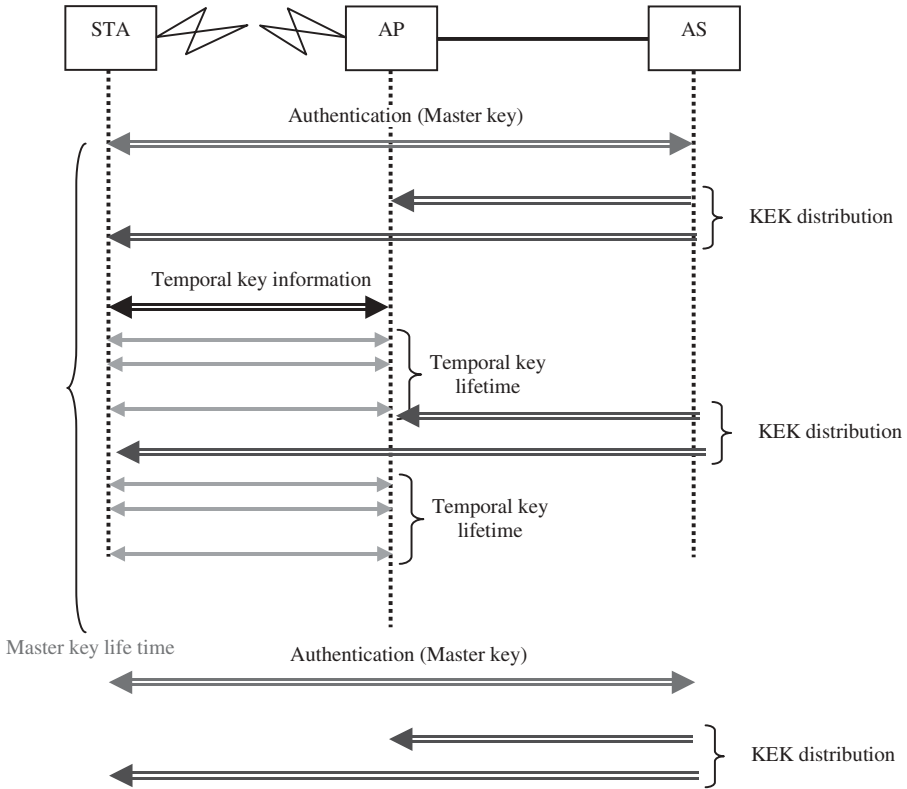 STA
AP
AS
Authentication (Master key)
KEK distribution
Temporal key information
Temporal key
lifetime
KEK distribution
Temporal key
lifetime
Master key life time
Authentication (Master key)
KEK distribution